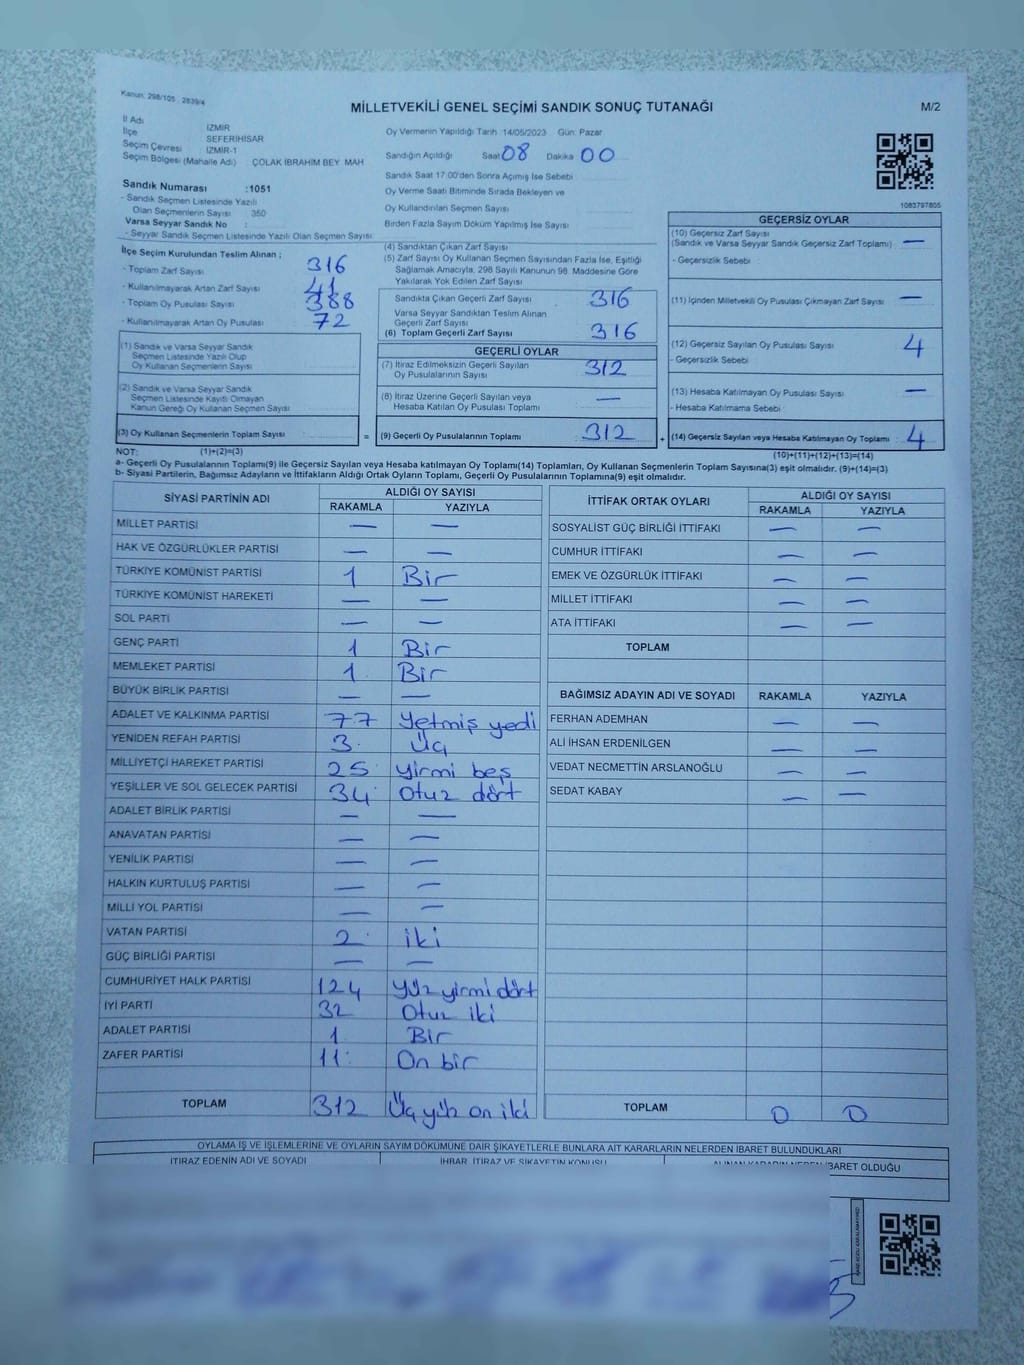 Kanun: 298/105 , 2839/4
MİLLETVEKİLİ GENEL SEÇİMİ SANDIK SONUÇ TUTANAĞI
M/2
İl Adı İZMİR
İlçe SEFERİHİSAR
Seçim Çevresi İZMİR-1
Seçim Bölgesi (Mahalle Adı) ÇOLAK İBRAHİM BEY MAH
Oy Vermenin Yapıldığı Tarih 14/05/2023 Gün: Pazar
Sandığın Açıldığı Saat 08 Dakika 00
Sandık Saat 17:00'den Sonra Açılmış İse Sebebi
Sandık Numarası :1051
- Sandık Seçmen Listesinde Yazılı
Olan Seçmenlerin Sayısı 350
Varsa Seyyar Sandık No :
- Seyyar Sandık Seçmen Listesinde Yazılı Olan Seçmen Sayısı
Oy Verme Saati Bitiminde Sırada Bekleyen ve
Oy Kullandırılan Seçmen Sayısı
Birden Fazla Sayım Döküm Yapılmış İse Sayısı
1083797805
İlçe Seçim Kurulundan Teslim Alınan ;
- Toplam Zarf Sayısı 316
- Kullanılmayarak Artan Zarf Sayısı 41
- Toplam Oy Pusulası Sayısı 388
- Kullanılmayarak Artan Oy Pusulası 72
(4) Sandıktan Çıkan Zarf Sayısı
(5) Zarf Sayısı Oy Kullanan Seçmen Sayısından Fazla İse, Eşitliği
Sağlamak Amacıyla, 298 Sayılı Kanunun 98. Maddesine Göre
Yakılarak Yok Edilen Zarf Sayısı
Sandıkta Çıkan Geçerli Zarf Sayısı 316
Varsa Seyyar Sandıktan Teslim Alınan
Geçerli Zarf Sayısı
(6) Toplam Geçerli Zarf Sayısı 316
GEÇERSİZ OYLAR
(10) Geçersiz Zarf Sayısı
(Sandık ve Varsa Seyyar Sandık Geçersiz Zarf Toplamı) —
- Geçersizlik Sebebi :
(11) İçinden Milletvekili Oy Pusulası Çıkmayan Zarf Sayısı —
(12) Geçersiz Sayılan Oy Pusulası Sayısı 4
- Geçersizlik Sebebi
(13) Hesaba Katılmayan Oy Pusulası Sayısı —
- Hesaba Katılmama Sebebi
(14) Geçersiz Sayılan veya Hesaba Katılmayan Oy Toplamı 4
(10)+(11)+(12)+(13)=(14)
(1) Sandık ve Varsa Seyyar Sandık
Seçmen Listesinde Yazılı Olup
Oy Kullanan Seçmenlerin Sayısı
(2) Sandık ve Varsa Seyyar Sandık
Seçmen Listesinde Kayıtlı Olmayan
Kanun Gereği Oy Kullanan Seçmen Sayısı
(3) Oy Kullanan Seçmenlerin Toplam Sayısı =
(1)+(2)=(3)
GEÇERLİ OYLAR
(7) İtiraz Edilmeksizin Geçerli Sayılan
Oy Pusulalarının Sayısı 312
(8) İtiraz Üzerine Geçerli Sayılan veya
Hesaba Katılan Oy Pusulası Toplamı —
(9) Geçerli Oy Pusulalarının Toplamı 312 +
NOT:
a- Geçerli Oy Pusulalarının Toplamı(9) ile Geçersiz Sayılan veya Hesaba katılmayan Oy Toplamı(14) Toplamları, Oy Kullanan Seçmenlerin Toplam Sayısına(3) eşit olmalıdır. (9)+(14)=(3)
b- Siyasi Partilerin, Bağımsız Adayların ve İttifakların Aldığı Ortak Oyların Toplamı, Geçerli Oy Pusulalarının Toplamına(9) eşit olmalıdır.
SİYASİ PARTİNİN ADI ALDIĞI OY SAYISI
RAKAMLA YAZIYLA
MİLLET PARTİSİ — —
HAK VE ÖZGÜRLÜKLER PARTİSİ — —
TÜRKİYE KOMÜNİST PARTİSİ 1 Bir
TÜRKİYE KOMÜNİST HAREKETİ — —
SOL PARTİ — —
GENÇ PARTİ 1 Bir
MEMLEKET PARTİSİ 1 Bir
BÜYÜK BİRLİK PARTİSİ — —
ADALET VE KALKINMA PARTİSİ 77 Yetmiş yedi
YENİDEN REFAH PARTİSİ 3 Üç
MİLLİYETÇİ HAREKET PARTİSİ 25 Yirmi beş
YEŞİLLER VE SOL GELECEK PARTİSİ 34 Otuz dört
ADALET BİRLİK PARTİSİ — —
ANAVATAN PARTİSİ — —
YENİLİK PARTİSİ — —
HALKIN KURTULUŞ PARTİSİ — —
MİLLİ YOL PARTİSİ — —
VATAN PARTİSİ 2 iki
GÜÇ BİRLİĞİ PARTİSİ — —
CUMHURİYET HALK PARTİSİ 124 Yüz yirmi dört
İYİ PARTİ 32 Otuz iki
ADALET PARTİSİ 1 Bir
ZAFER PARTİSİ 11 On bir
TOPLAM 312 Üç yüz on iki
İTTİFAK ORTAK OYLARI ALDIĞI OY SAYISI
RAKAMLA YAZIYLA
SOSYALİST GÜÇ BİRLİĞİ İTTİFAKI — —
CUMHUR İTTİFAKI — —
EMEK VE ÖZGÜRLÜK İTTİFAKI — —
MİLLET İTTİFAKI — —
ATA İTTİFAKI — —
TOPLAM
BAĞIMSIZ ADAYIN ADI VE SOYADI RAKAMLA YAZIYLA
FERHAN ADEMHAN — —
ALİ İHSAN ERDENİLGEN — —
VEDAT NECMETTİN ARSLANOĞLU — —
SEDAT KABAY — —
TOPLAM 0 0
OYLAMA İŞ VE İŞLEMLERİNE VE OYLARIN SAYIM DÖKÜMÜNE DAİR ŞİKAYETLERLE BUNLARA AİT KARARLARIN NELERDEN İBARET BULUNDUKLARI
İTİRAZ EDENİN ADI VE SOYADI İHBAR, İTİRAZ VE ŞİKAYETİN KONUSU ALINAN KARARIN NEDEN İBARET OLDUĞU